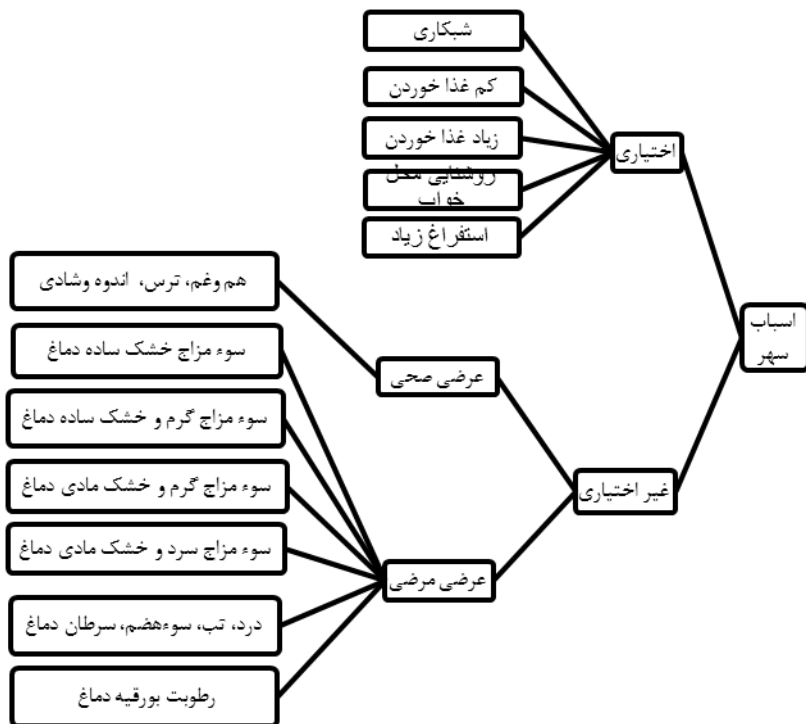 اسباب
سهر
اختیاری
شبکاری
کم غذا خوردن
زیاد غذا خوردن
روشنایی محل
خواب
استفراغ زیاد
غیر اختیاری
عرضی صحی
هم وغم، ترس، اندوه وشادی
عرضی مرضی
سوء مزاج خشک ساده دماغ
سوء مزاج گرم و خشک ساده دماغ
سوء مزاج گرم و خشک مادی دماغ
سوء مزاج سرد و خشک مادی دماغ
درد، تب، سوءهضم، سرطان دماغ
رطوبت بورقیه دماغ